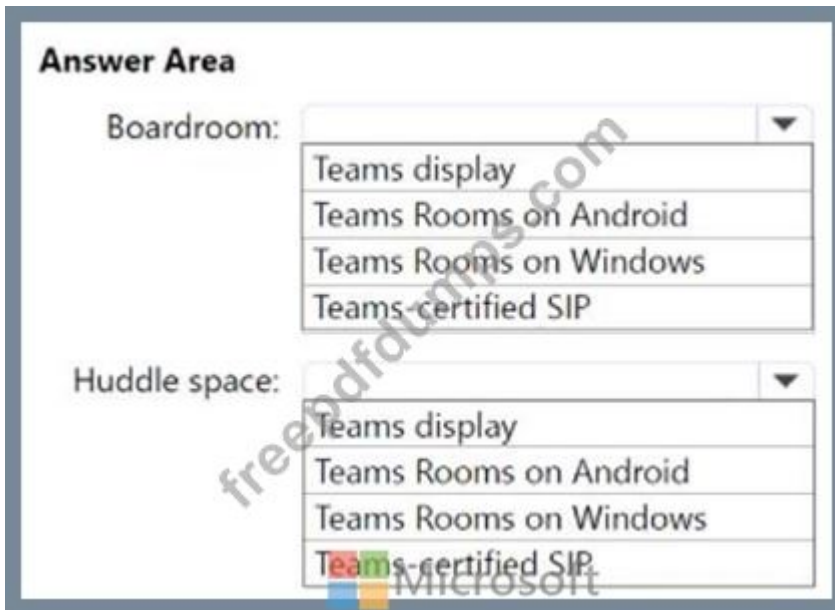 Answer Area
Boardroom:
Teams display
Teams Rooms on Android
Teams Rooms on Windows
Teams-certified SIP
Huddle space:
Teams display
Teams Rooms on Android
Teams Rooms on Windows
Teams-certified SIP
Microsoft
freepdfdumps.com